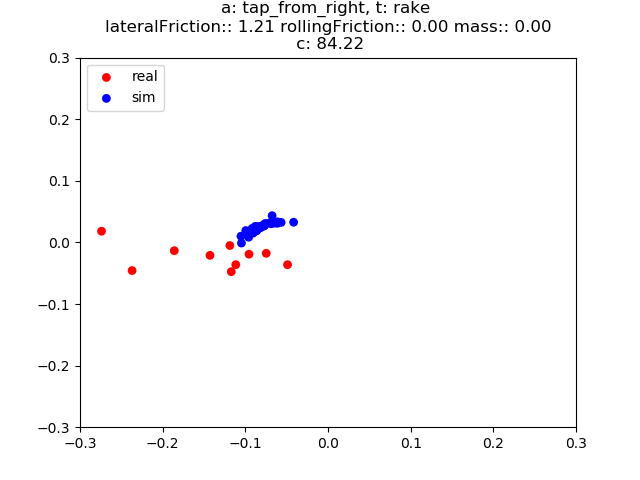 a: tap_from_right, t: rake
lateralFriction:: 1.21 rollingFriction:: 0.00 mass:: 0.00
c: 84.22
real
sim
0.3
0.2
0.1
0.0
−0.1
−0.2
−0.3
−0.3
−0.2
−0.1
0.0
0.1
0.2
0.3